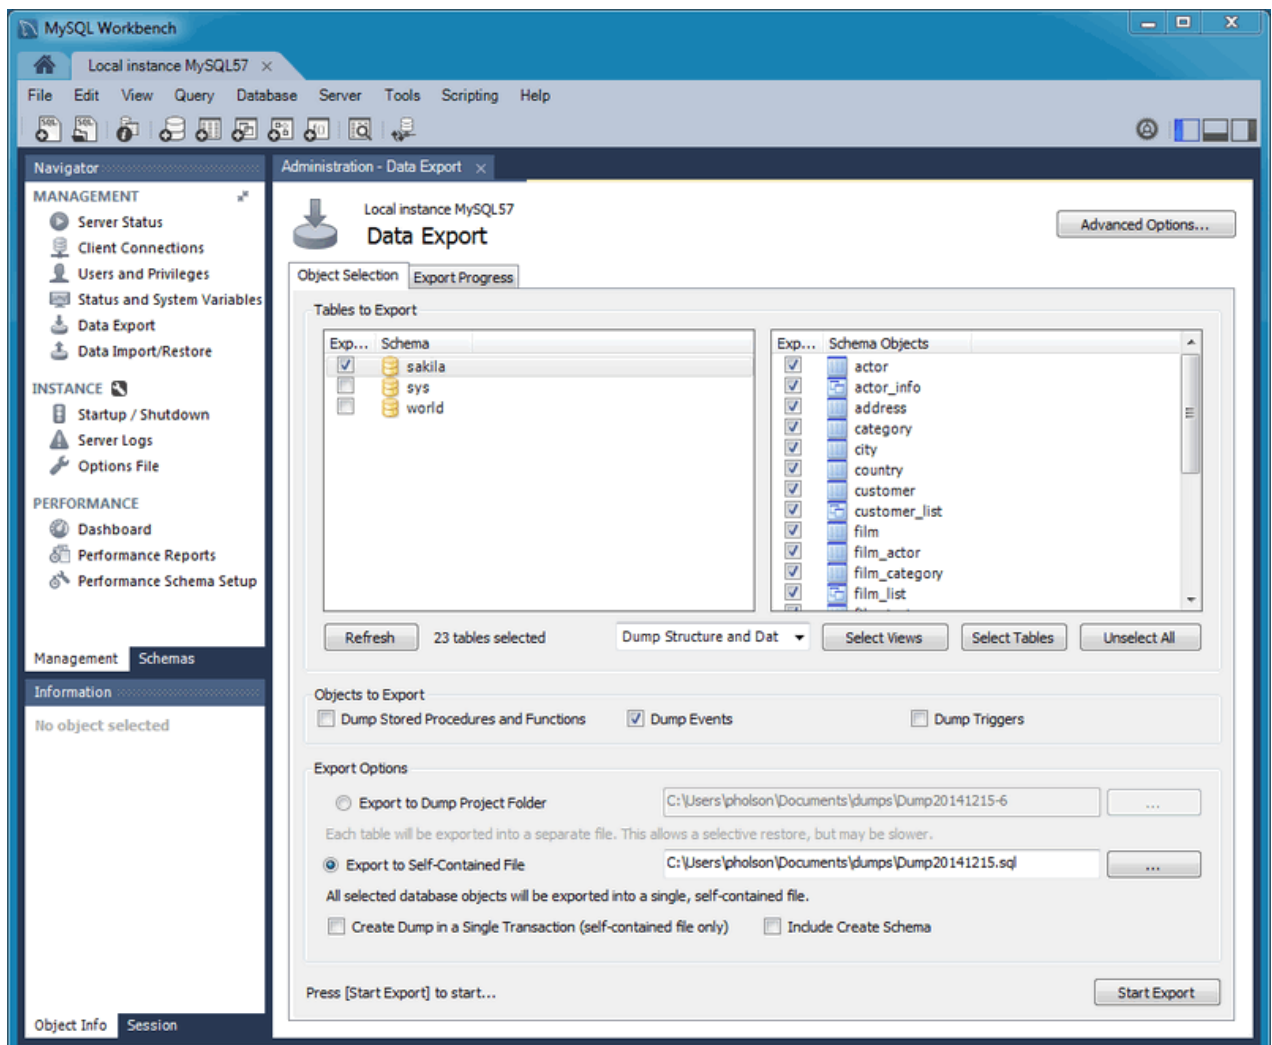 MySQL Workbench
Local instance MySQL57
File Edit View Query Database Server Tools Scripting Help
Navigator
MANAGEMENT
Server Status
Client Connections
Users and Privileges
Status and System Variables
Data Export
Data Import/Restore
INSTANCE
Startup / Shutdown
Server Logs
Options File
PERFORMANCE
Dashboard
Performance Reports
Performance Schema Setup
Management Schemas
Information
No object selected
Object Info Session
Administration - Data Export
Local instance MySQL57
Data Export
Advanced Options...
Object Selection Export Progress
Tables to Export
Exp... Schema
sakila
sys
world
Exp... Schema Objects
actor
actor_info
address
category
city
country
customer
customer_list
film
film_actor
film_category
film_list
Refresh 23 tables selected Dump Structure and Dat Select Views Select Tables Unselect All
Objects to Export
Dump Stored Procedures and Functions Dump Events Dump Triggers
Export Options
Export to Dump Project Folder C:\Users\pholson\Documents\dumps\Dump20141215-6 ...
Each table will be exported into a separate file. This allows a selective restore, but may be slower.
Export to Self-Contained File C:\Users\pholson\Documents\dumps\Dump20141215.sql ...
All selected database objects will be exported into a single, self-contained file.
Create Dump in a Single Transaction (self-contained file only) Include Create Schema
Press [Start Export] to start... Start Export